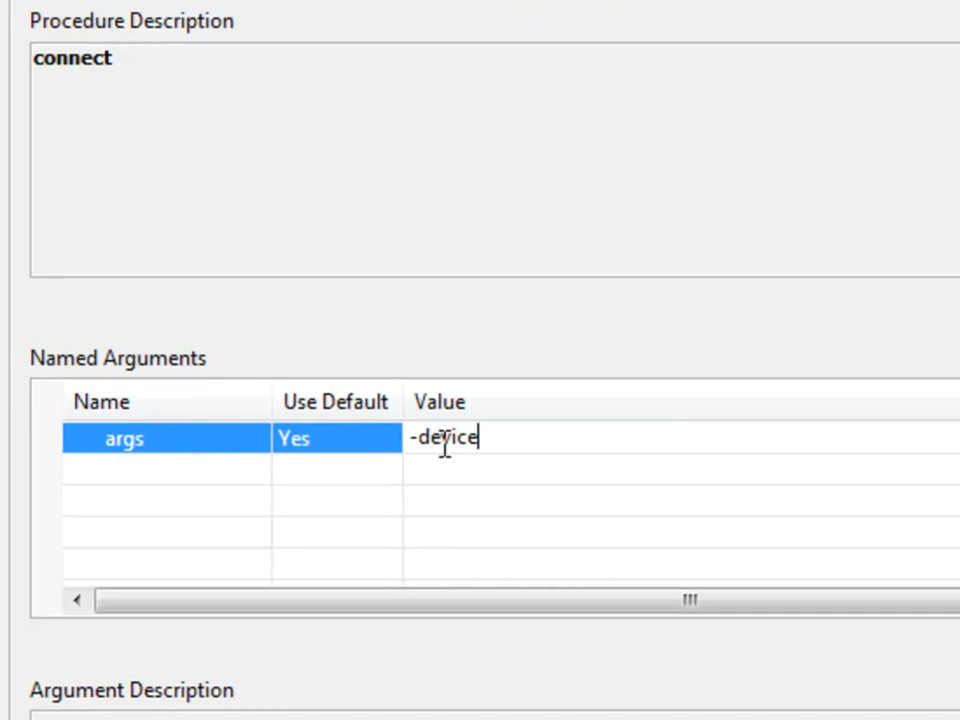 Procedure Description
connect
Named Arguments
Name Use Default Value
args Yes -device
Argument Description